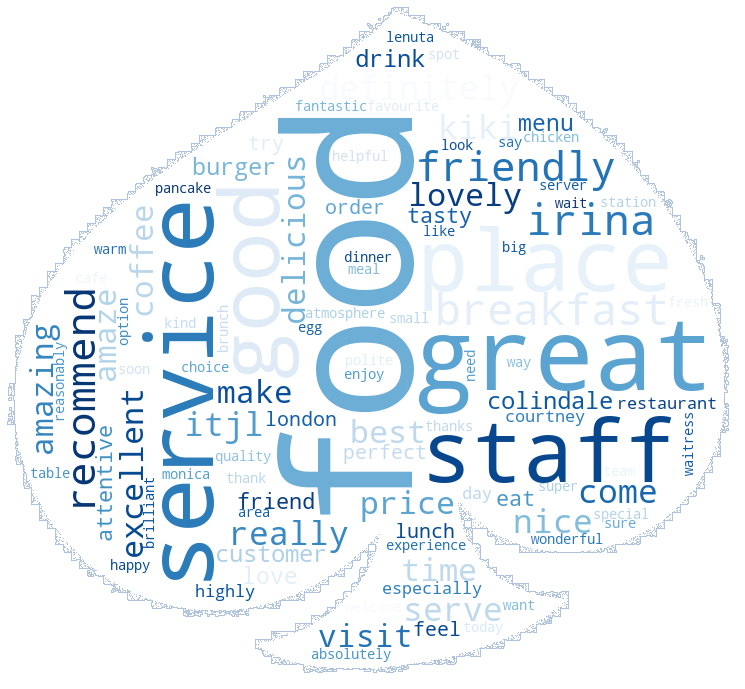 lenuta
drink
spot
definitely
fantastic
favourite
kiki
menu
try
helpful
look
say
chicken
burger
delicious
friendly
pancake
good
food
lovely
server
order
tasty
wait
station
coffee
service
like
irina
warm
dinner
big
place
cafe
meal
option
recommend
amaze
atmosphere
small
breakfast
fresh
kind
brunch
egg
amazing
reasonably
soon
choice
polite
enjoy
great
need
way
make
excellent
itjl
london
best
thanks
colindale
restaurant
courtney
attentive
quality
perfect
staff
waitress
table
monica
thank
team
brilliant
friend
area
price
day
eat
super
come
really
lunch
nice
special
sure
happy
customer
experience
wonderful
love
time
highly
especially
welcome
serve
want
visit
feel
today
absolutely